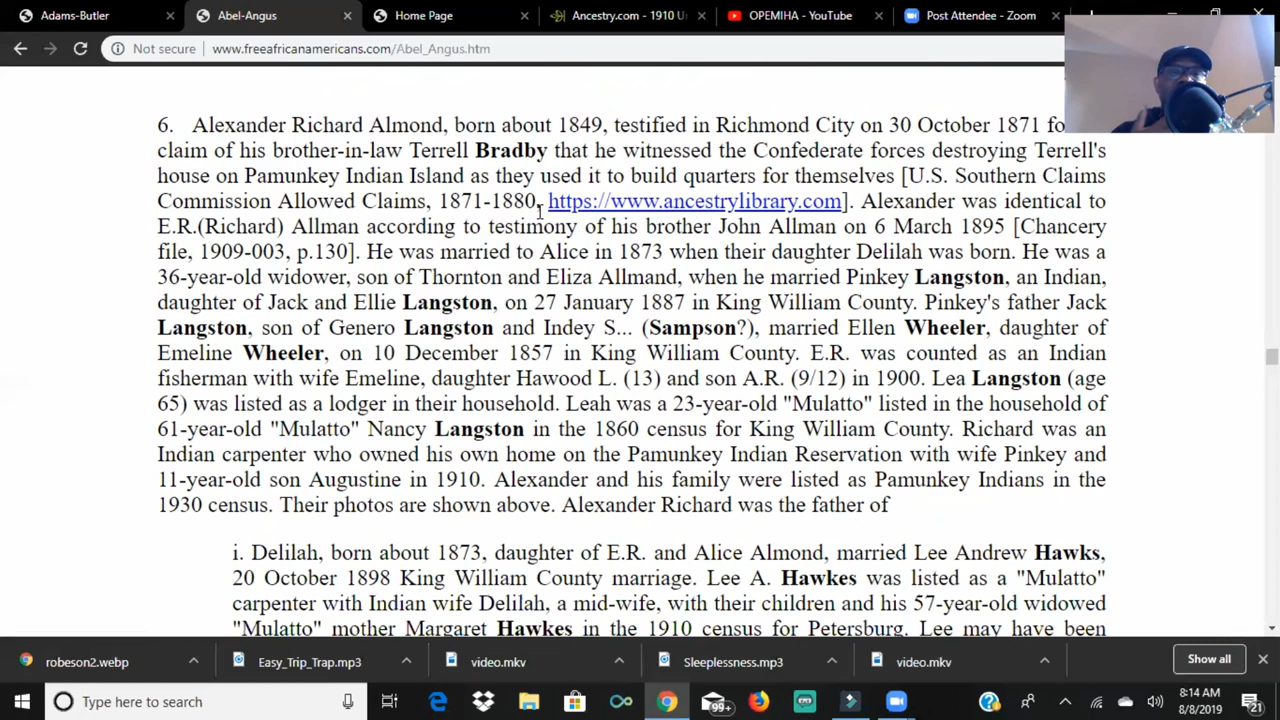 Adams-Butler
Abel-Angus
Home Page
Ancestry.com - 1910 U
OPEMIHA - YouTube
Post Attendee - Zoom
Not secure
www.freeafricanamericans.com/Abel_Angus.htm
6. Alexander Richard Almond, born about 1849, testified in Richmond City on 30 October 1871 fo
claim of his brother-in-law Terrell Bradby that he witnessed the Confederate forces destroying Terrell's
house on Pamunkey Indian Island as they used it to build quarters for themselves [U.S. Southern Claims
Commission Allowed Claims, 1871-1880, https://www.ancestrylibrary.com]. Alexander was identical to
E.R.(Richard) Allman according to testimony of his brother John Allman on 6 March 1895 [Chancery
file, 1909-003, p.130]. He was married to Alice in 1873 when their daughter Delilah was born. He was a
36-year-old widower, son of Thornton and Eliza Allmand, when he married Pinkey Langston, an Indian,
daughter of Jack and Ellie Langston, on 27 January 1887 in King William County. Pinkey's father Jack
Langston, son of Genero Langston and Indey S... (Sampson?), married Ellen Wheeler, daughter of
Emeline Wheeler, on 10 December 1857 in King William County. E.R. was counted as an Indian
fisherman with wife Emeline, daughter Hawood L. (13) and son A.R. (9/12) in 1900. Lea Langston (age
65) was listed as a lodger in their household. Leah was a 23-year-old "Mulatto" listed in the household of
61-year-old "Mulatto" Nancy Langston in the 1860 census for King William County. Richard was an
Indian carpenter who owned his own home on the Pamunkey Indian Reservation with wife Pinkey and
11-year-old son Augustine in 1910. Alexander and his family were listed as Pamunkey Indians in the
1930 census. Their photos are shown above. Alexander Richard was the father of
i. Delilah, born about 1873, daughter of E.R. and Alice Almond, married Lee Andrew Hawks,
20 October 1898 King William County marriage. Lee A. Hawkes was listed as a "Mulatto"
carpenter with Indian wife Delilah, a mid-wife, with their children and his 57-year-old widowed
"Mulatto" mother Margaret Hawkes in the 1910 census for Petersburg. Lee may have been
robeson2.webp
Easy_Trip_Trap.mp3
video.mkv
Sleeplessness.mp3
video.mkv
Show all
Type here to search
99+
8:14 AM
8/8/2019
21